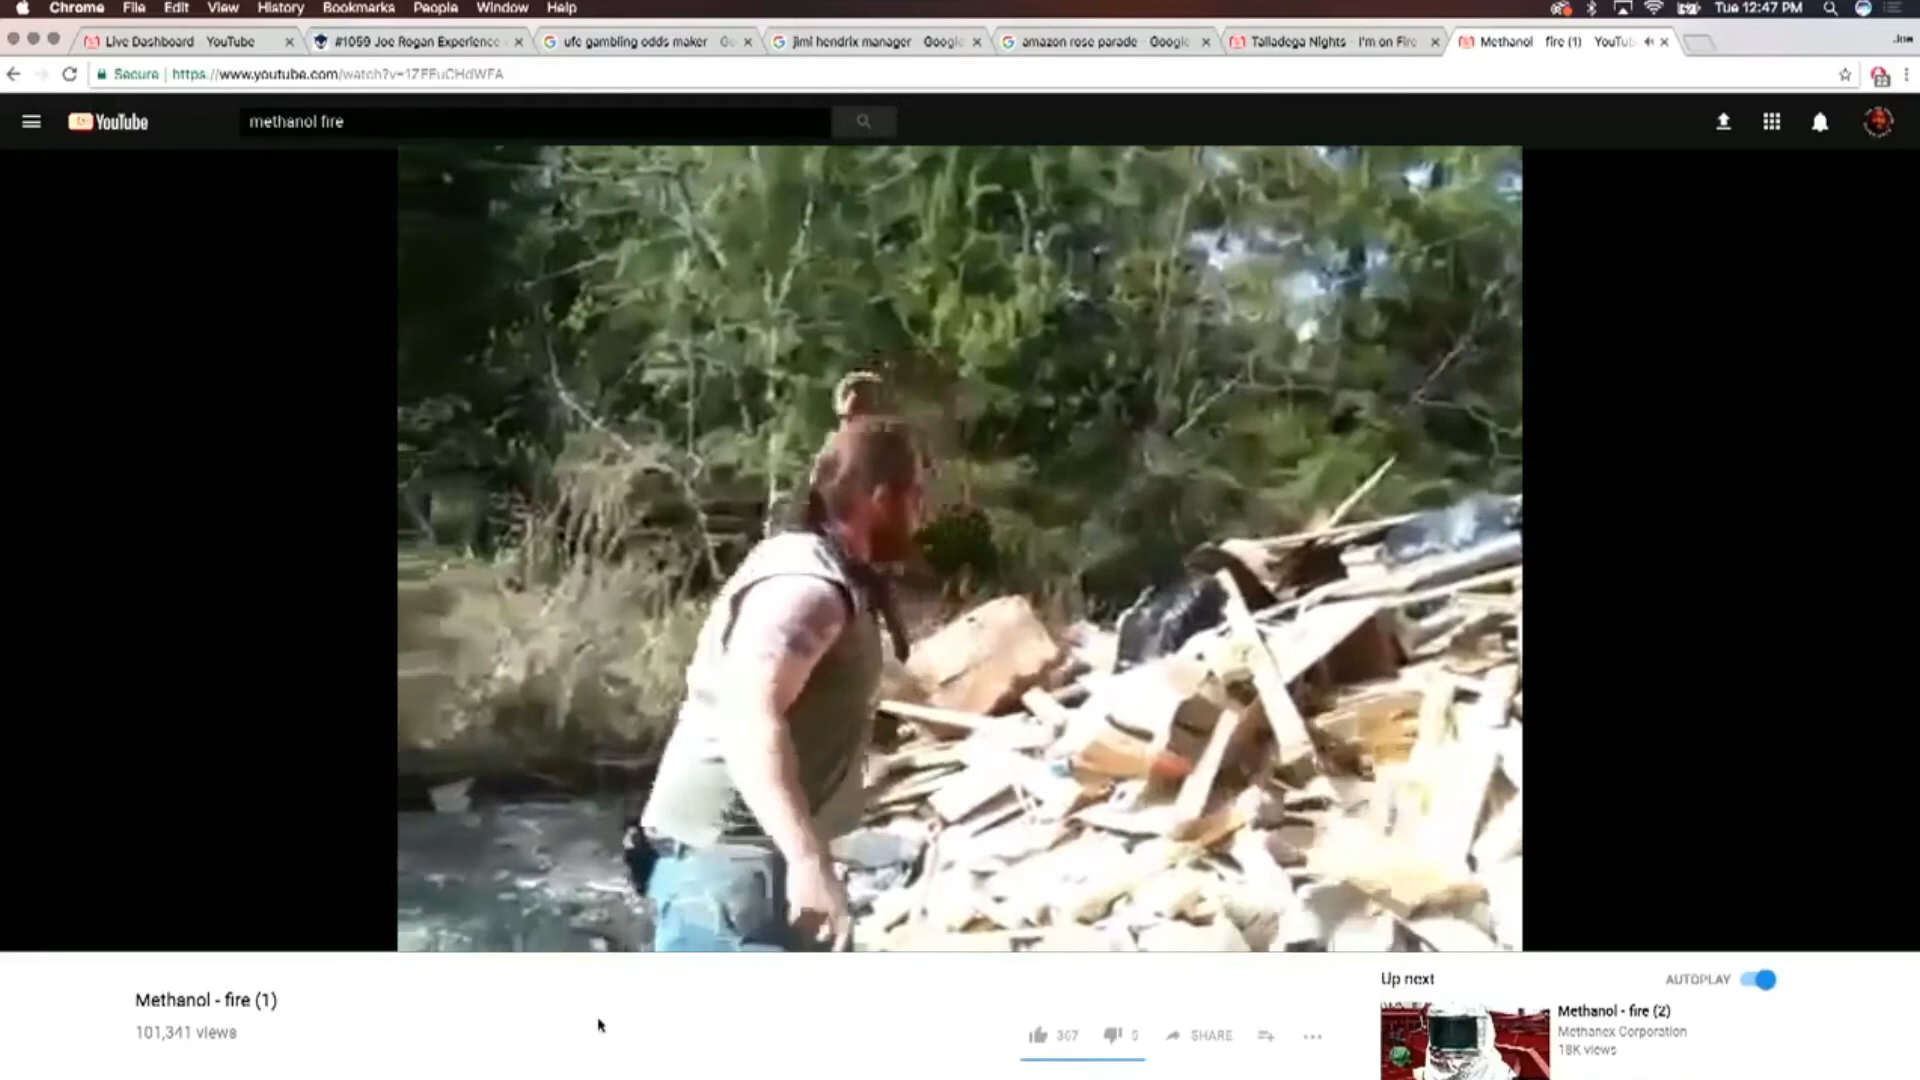 Chrome File Edit View History Bookmarks People Window Help Tue 12:47 PM
Live Dashboard YouTube #1059 Joe Rogan Experience ufc gambling odds maker jimi hendrix manager Google amazon rose parade Google Talladega Nights I'm on Fire Methanol fire (1) YouTub
Secure https://www.youtube.com/watch?v=
YouTube methanol fire
Methanol - fire (1)
101,341 views
367 SHARE
Up next AUTOPLAY
Methanol - fire (2)
Methanex Corporation
18K views